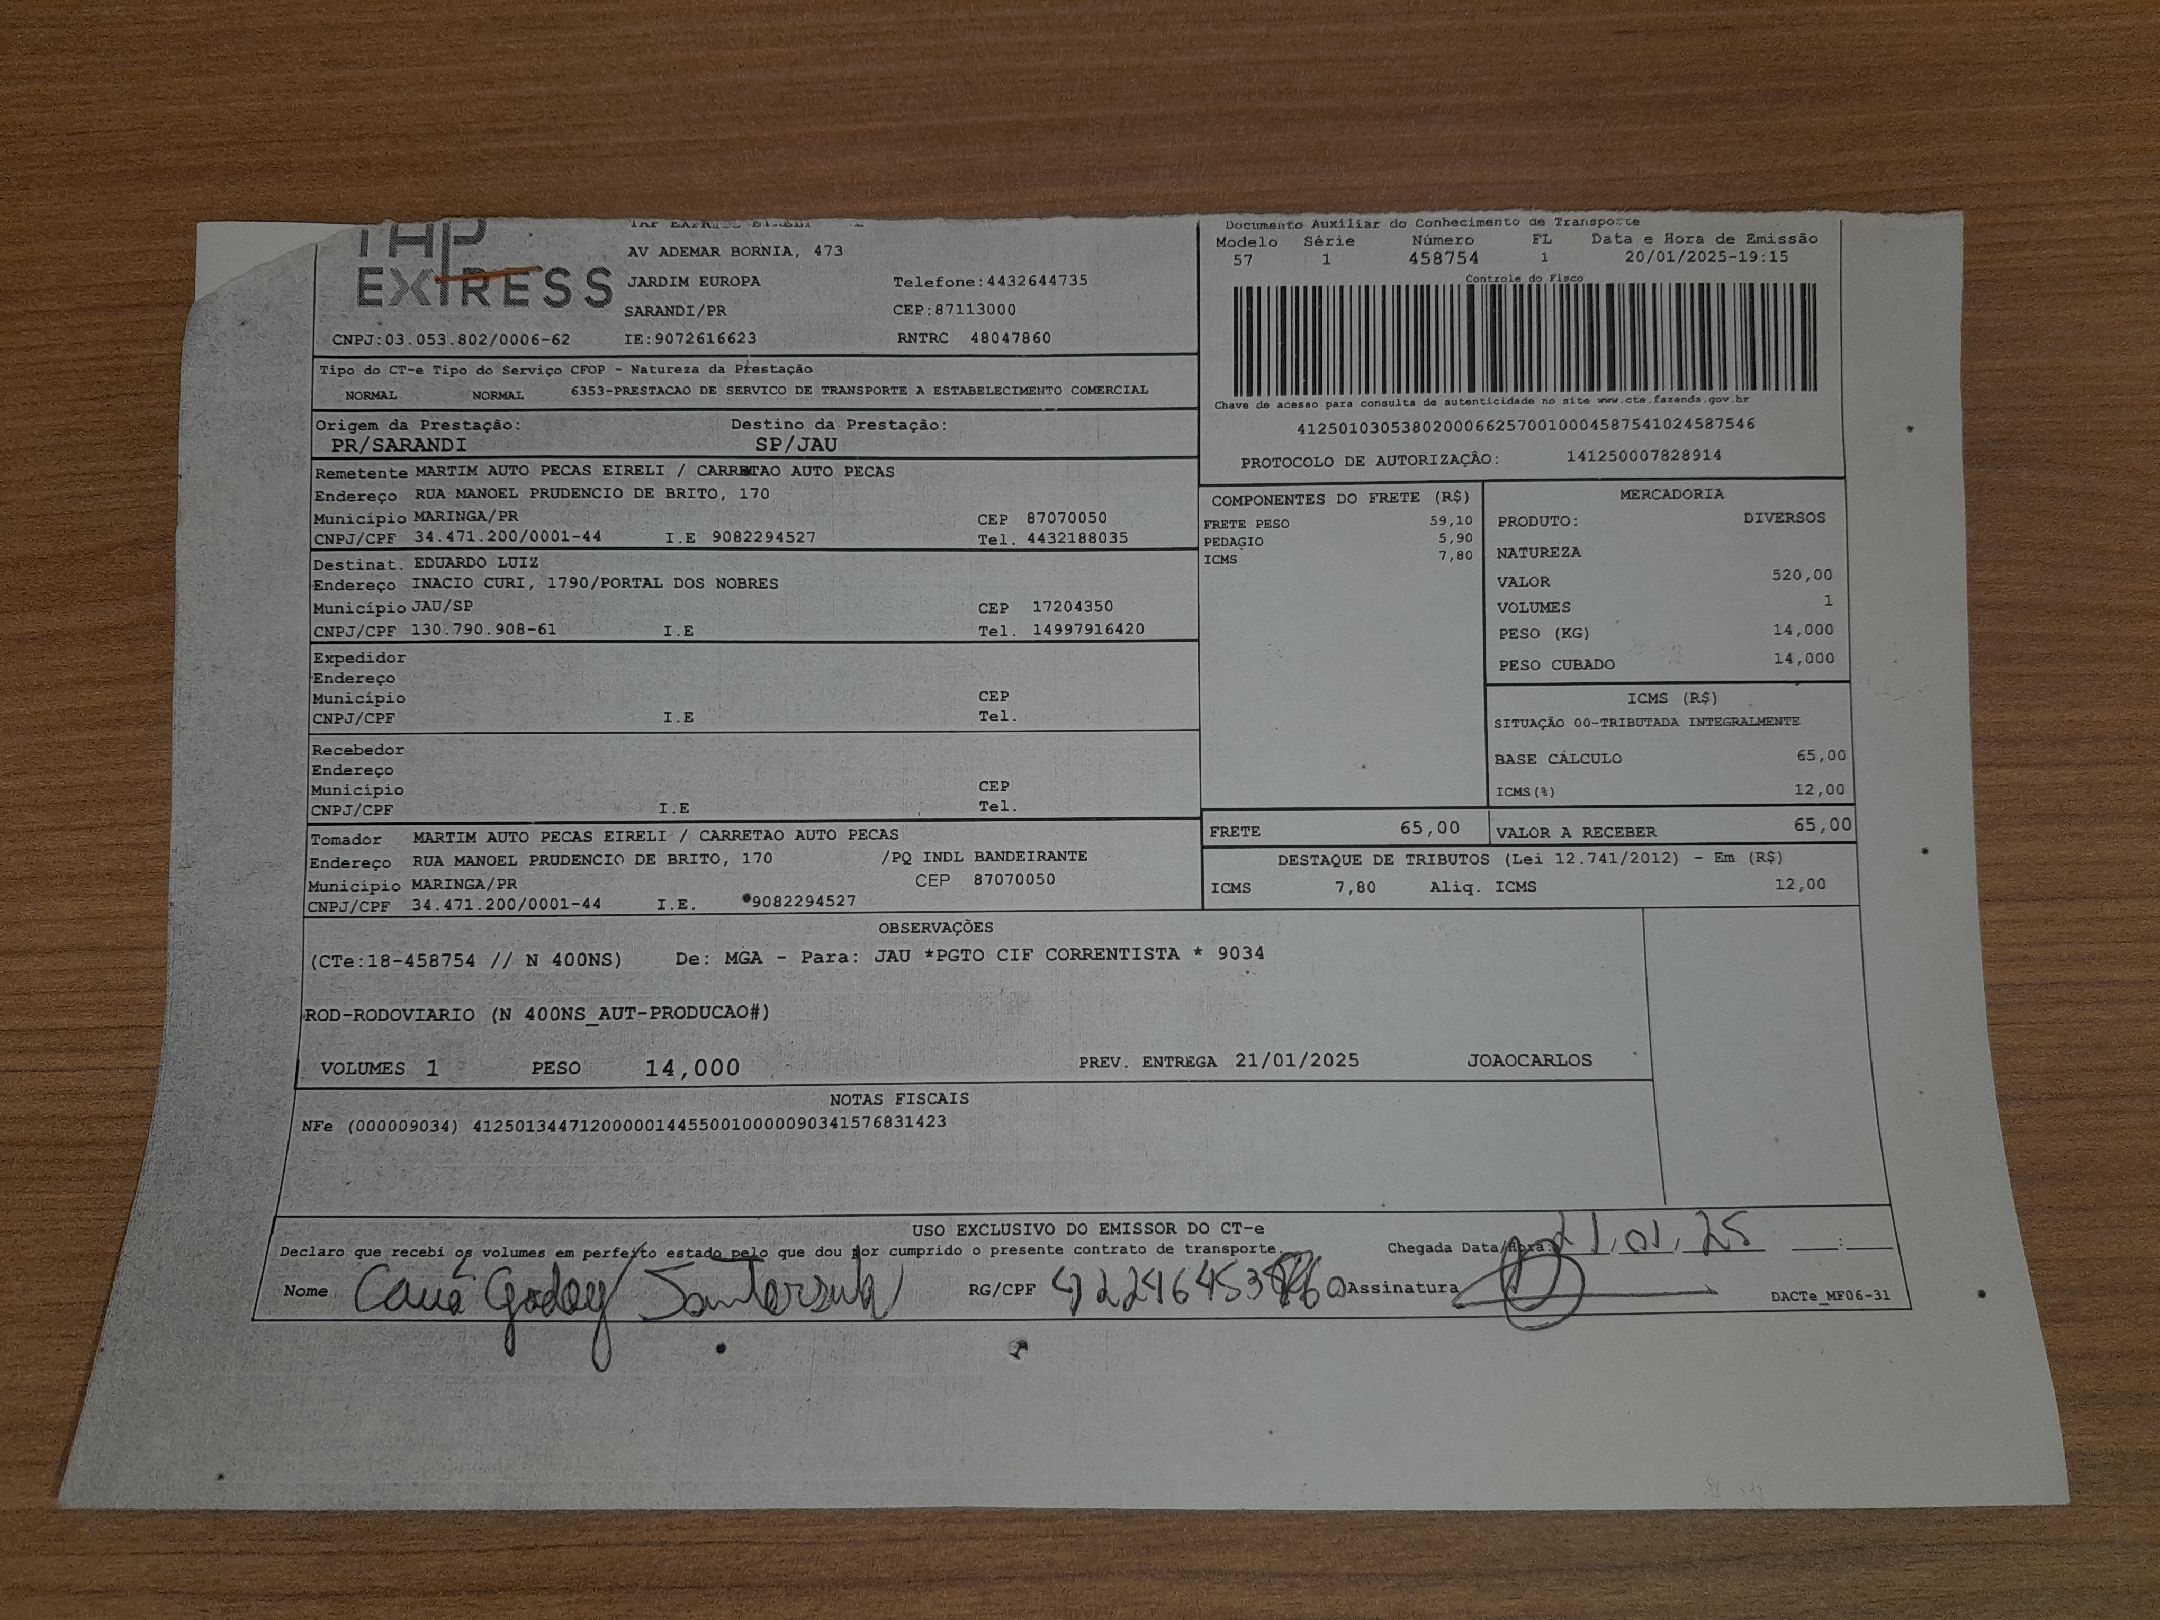 TAP
EXPRESS
TAP EXPRESS EIRELI
AV ADEMAR BORNIA, 473
JARDIM EUROPA Telefone:4432644735
SARANDI/PR CEP:87113000
CNPJ:03.053.802/0006-62 IE:9072616623 RNTRC 48047860
Documento Auxiliar do Conhecimento de Transporte
Modelo Série Número FL Data e Hora de Emissão
57 1 458754 1 20/01/2025-19:15
Controle do Fisco
Chave de acesso para consulta de autenticidade no site www.cte.fazenda.gov.br
41250103053802000662570010004587541024587546
PROTOCOLO DE AUTORIZAÇÂO: 141250007828914
Tipo do CT-e Tipo do Serviço CFOP - Natureza da Prestação
NORMAL NORMAL 6353-PRESTACAO DE SERVICO DE TRANSPORTE A ESTABELECIMENTO COMERCIAL
Origem da Prestação: Destino da Prestação:
PR/SARANDI SP/JAU
Remetente MARTIM AUTO PECAS EIRELI / CARRETAO AUTO PECAS
Endereço RUA MANOEL PRUDENCIO DE BRITO, 170
Município MARINGA/PR CEP 87070050
CNPJ/CPF 34.471.200/0001-44 I.E 9082294527 Tel. 4432188035
Destinat. EDUARDO LUIZ
Endereço INACIO CURI, 1790/PORTAL DOS NOBRES
Município JAU/SP CEP 17204350
CNPJ/CPF 130.790.908-61 I.E Tel. 14997916420
Expedidor
Endereço
Município CEP
CNPJ/CPF I.E Tel.
Recebedor
Endereço
Município CEP
CNPJ/CPF I.E Tel.
Tomador MARTIM AUTO PECAS EIRELI / CARRETAO AUTO PECAS
Endereço RUA MANOEL PRUDENCIO DE BRITO, 170 /PQ INDL BANDEIRANTE
Município MARINGA/PR CEP 87070050
CNPJ/CPF 34.471.200/0001-44 I.E. 9082294527
COMPONENTES DO FRETE (R$)
FRETE PESO 59,10
PEDAGIO 5,90
ICMS 7,80
MERCADORIA
PRODUTO: DIVERSOS
NATUREZA
VALOR 520,00
VOLUMES 1
PESO (KG) 14,000
PESO CUBADO 14,000
ICMS (R$)
SITUAÇÃO 00-TRIBUTADA INTEGRALMENTE
BASE CÁLCULO 65,00
ICMS(%) 12,00
FRETE 65,00 VALOR A RECEBER 65,00
DESTAQUE DE TRIBUTOS (Lei 12.741/2012) - Em (R$)
ICMS 7,80 Aliq. ICMS 12,00
OBSERVAÇÕES
(CTe:18-458754 // N 400NS) De: MGA - Para: JAU *PGTO CIF CORRENTISTA * 9034
ROD-RODOVIARIO (N 400NS_AUT-PRODUCAO#)
VOLUMES 1 PESO 14,000 PREV. ENTREGA 21/01/2025 JOAOCARLOS
NOTAS FISCAIS
NFe (000009034) 41250134471200000144550010000090341576831423
USO EXCLUSIVO DO EMISSOR DO CT-e
Declaro que recebi os volumes em perfeito estado pelo que dou por cumprido o presente contrato de transporte. Chegada Data/Hora: 21/01/25 __:__
Nome Cauã Godoy RG/CPF Assinatura DACTe_MF06-31